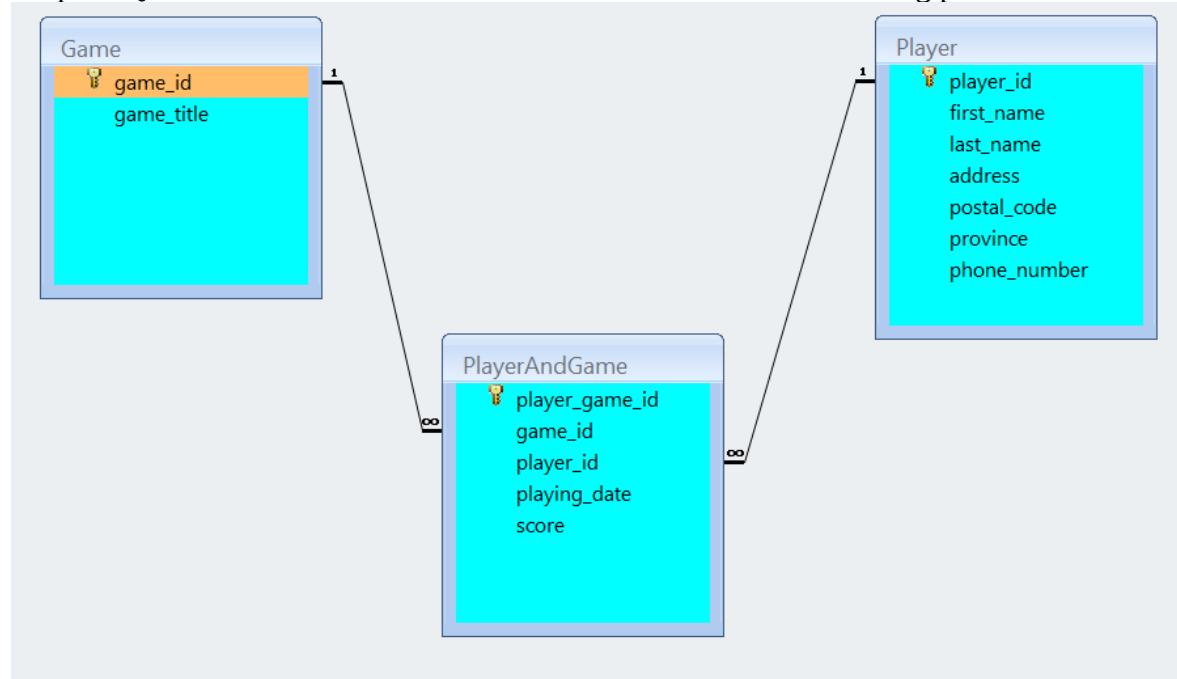 Game
game_id
game_title
1
∞
PlayerAndGame
player_game_id
game_id
player_id
playing_date
score
∞
1
Player
player_id
first_name
last_name
address
postal_code
province
phone_number